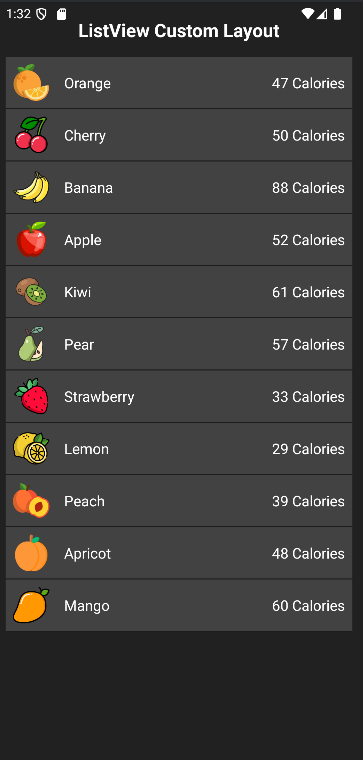 1:32
ListView Custom Layout
Orange 47 Calories
Cherry 50 Calories
Banana 88 Calories
Apple 52 Calories
Kiwi 61 Calories
Pear 57 Calories
Strawberry 33 Calories
Lemon 29 Calories
Peach 39 Calories
Apricot 48 Calories
Mango 60 Calories